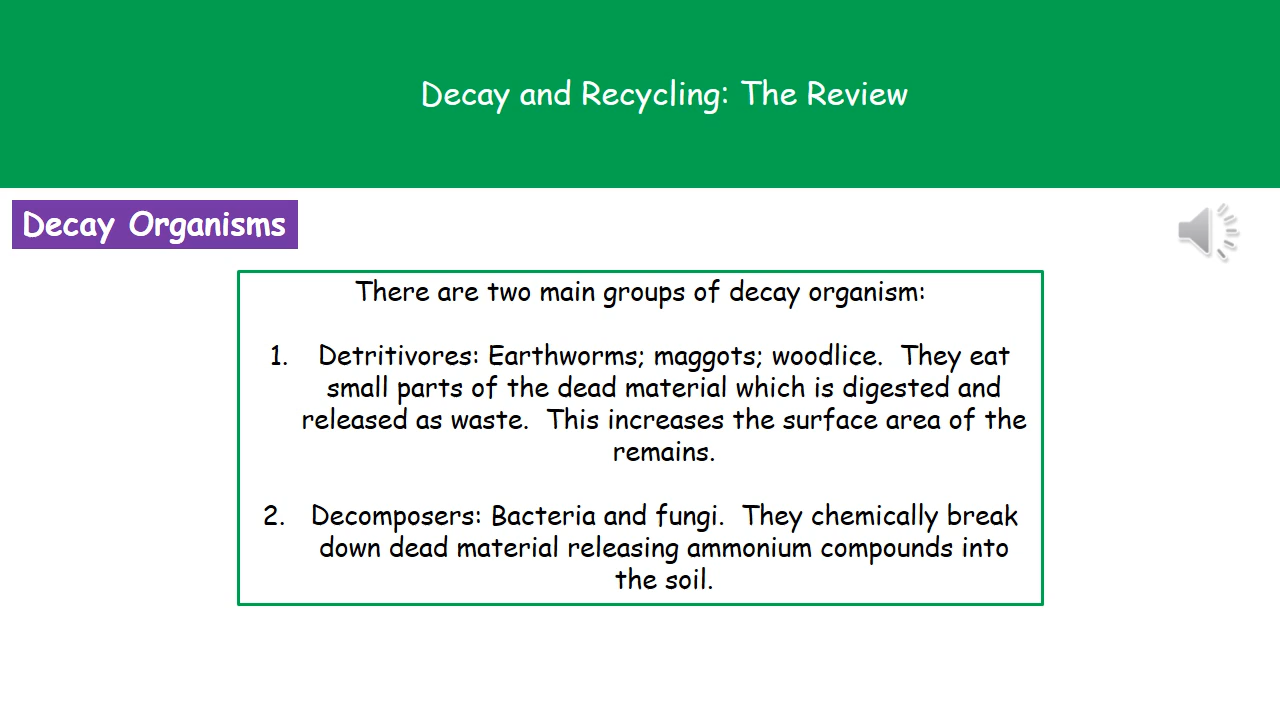 Decay and Recycling: The Review
Decay Organisms
There are two main groups of decay organism:
1. Detritivores: Earthworms; maggots; woodlice. They eat
small parts of the dead material which is digested and
released as waste. This increases the surface area of the
remains.
2. Decomposers: Bacteria and fungi. They chemically break
down dead material releasing ammonium compounds into
the soil.